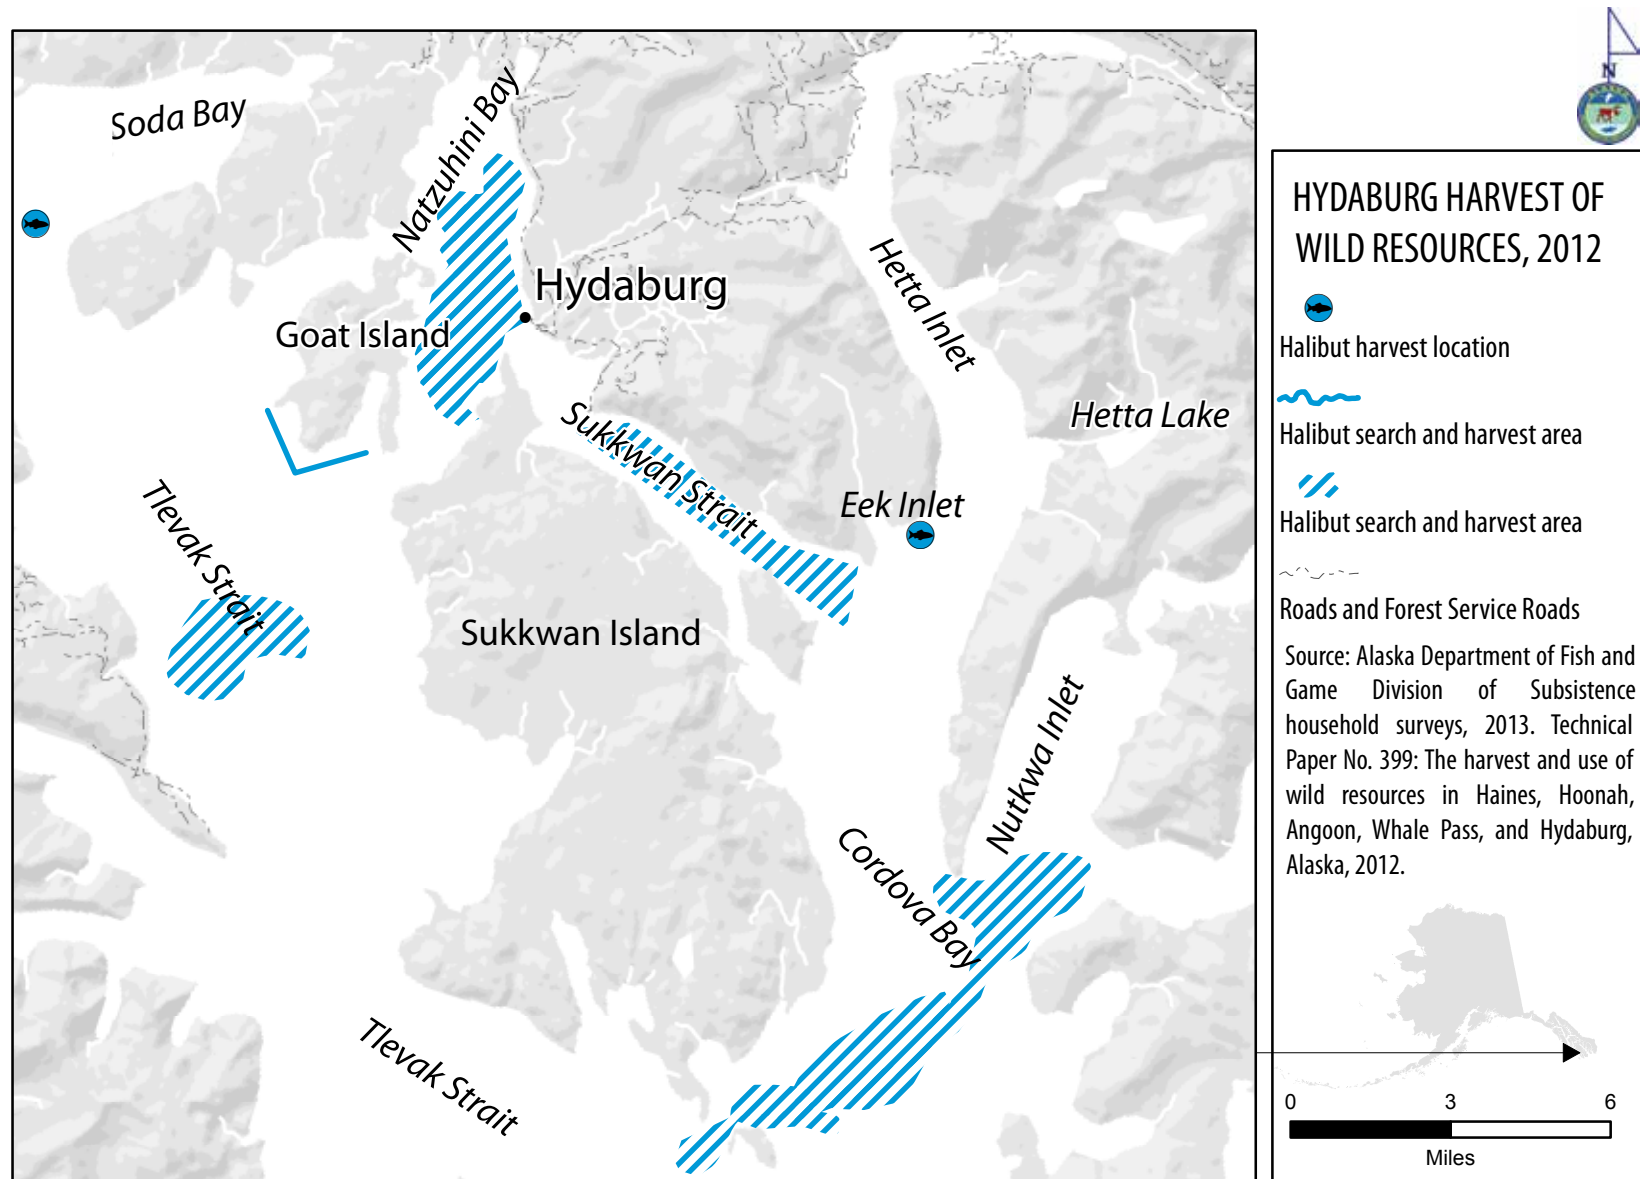 N
Soda Bay
Natzuhini Bay
Hydaburg
Goat Island
Hetta Inlet
Hetta Lake
Sukkwan Strait
Eek Inlet
Tlevak Strait
Sukkwan Island
Nutkwa Inlet
Cordova Bay
Tlevak Strait
HYDABURG HARVEST OF
WILD RESOURCES, 2012
Halibut harvest location
Halibut search and harvest area
Halibut search and harvest area
Roads and Forest Service Roads
Source: Alaska Department of Fish and
Game Division of Subsistence
household surveys, 2013. Technical
Paper No. 399: The harvest and use of
wild resources in Haines, Hoonah,
Angoon, Whale Pass, and Hydaburg,
Alaska, 2012.
0 3 6
Miles